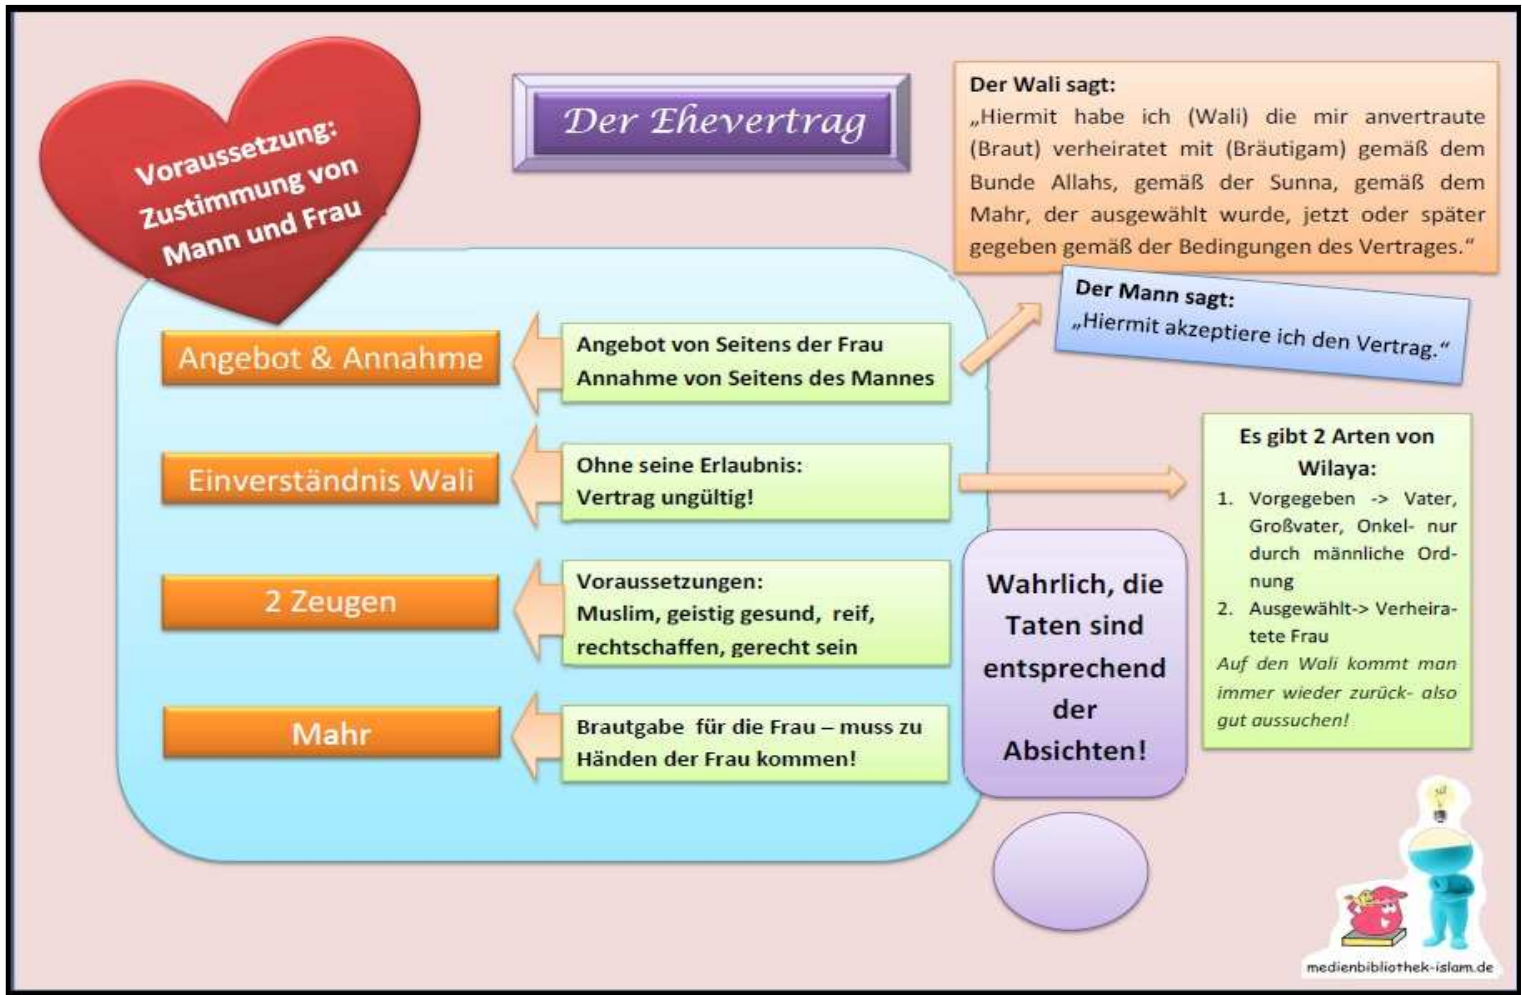 Voraussetzung:
Zustimmung von
Mann und Frau
Der Ehevertrag
Der Wali sagt:
„Hiermit habe ich (Wali) die mir anvertraute
(Braut) verheiratet mit (Bräutigam) gemäß dem
Bunde Allahs, gemäß der Sunna, gemäß dem
Mahr, der ausgewählt wurde, jetzt oder später
gegeben gemäß der Bedingungen des Vertrages.“
Der Mann sagt:
„Hiermit akzeptiere ich den Vertrag.“
Angebot & Annahme
Angebot von Seitens der Frau
Annahme von Seitens des Mannes
Einverständnis Wali
Ohne seine Erlaubnis:
Vertrag ungültig!
Es gibt 2 Arten von
Wilaya:
1. Vorgegeben -> Vater,
Großvater, Onkel- nur
durch männliche Ord-
nung
2. Ausgewählt-> Verheira-
tete Frau
Auf den Wali kommt man
immer wieder zurück- also
gut aussuchen!
2 Zeugen
Voraussetzungen:
Muslim, geistig gesund, reif,
rechtschaffen, gerecht sein
Mahr
Brautgabe für die Frau – muss zu
Händen der Frau kommen!
Wahrlich, die
Taten sind
entsprechend
der
Absichten!
medienbibliothek-islam.de